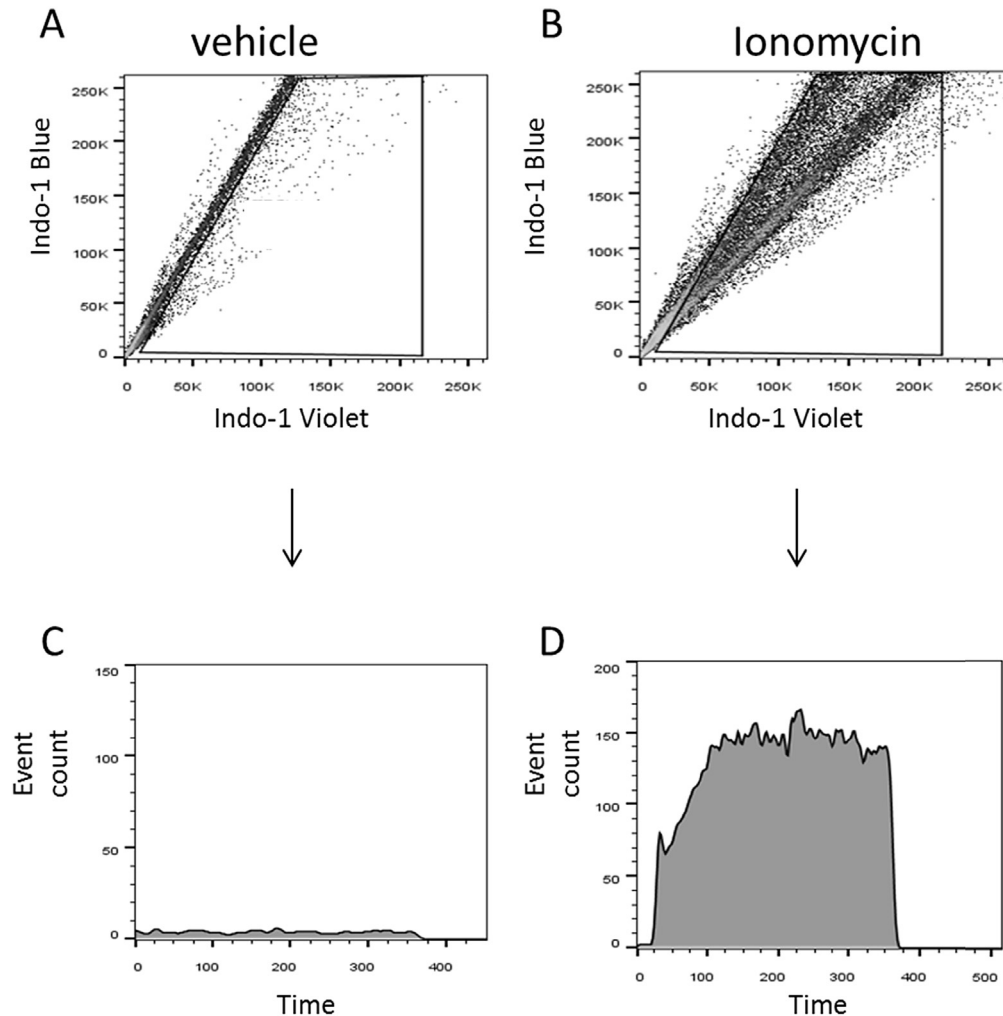 A
vehicle
Indo-1 Blue
250K
200K
150K
100K
50K
0
0 50K 100K 150K 200K 250K
Indo-1 Violet
B
Ionomycin
Indo-1 Blue
250K
200K
150K
100K
50K
0
0 50K 100K 150K 200K 250K
Indo-1 Violet
C
Event
count
150
100
50
0
0 100 200 300 400
Time
D
Event
count
200
150
100
50
0
0 100 200 300 400 500
Time